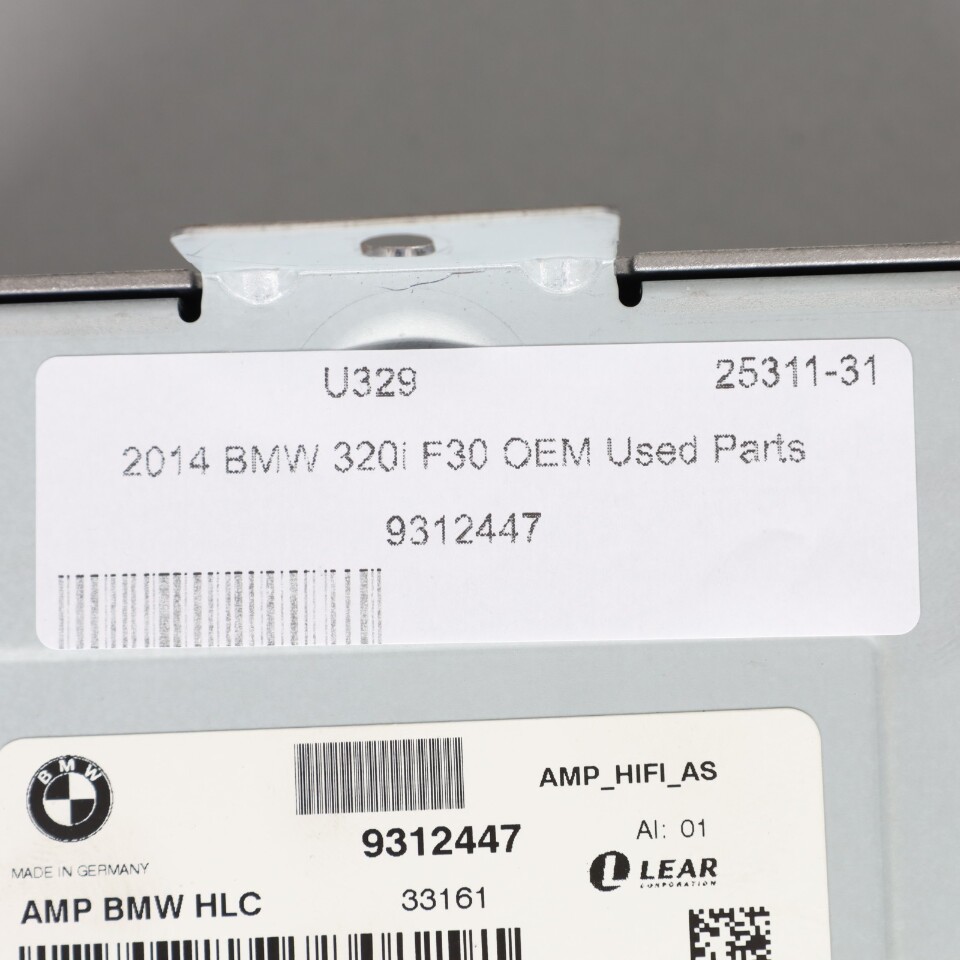 U329 25311-31
2014 BMW 320i F30 OEM Used Parts
9312447
BMW
AMP_HIFI_AS
9312447
AI: 01
MADE IN GERMANY
LEAR
CORPORATION
AMP BMW HLC
33161